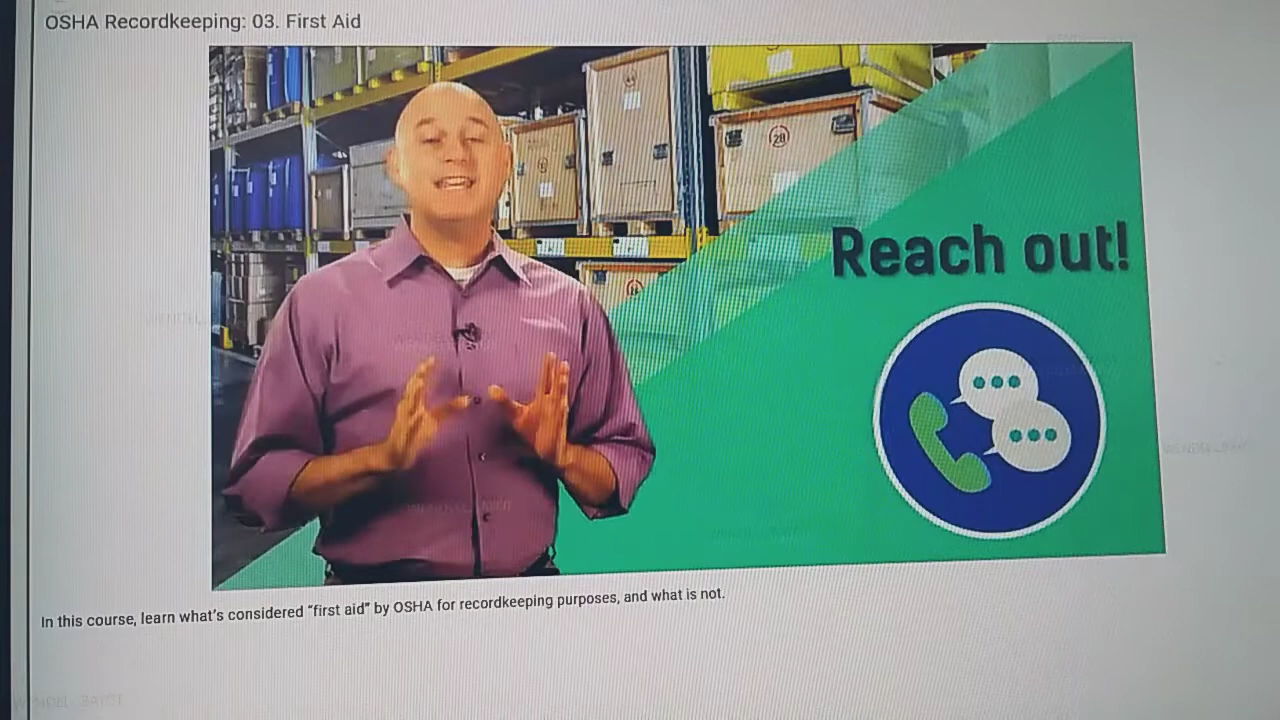 OSHA Recordkeeping: 03. First Aid
28
Reach out!
In this course, learn what's considered “first aid” by OSHA for recordkeeping purposes, and what is not.